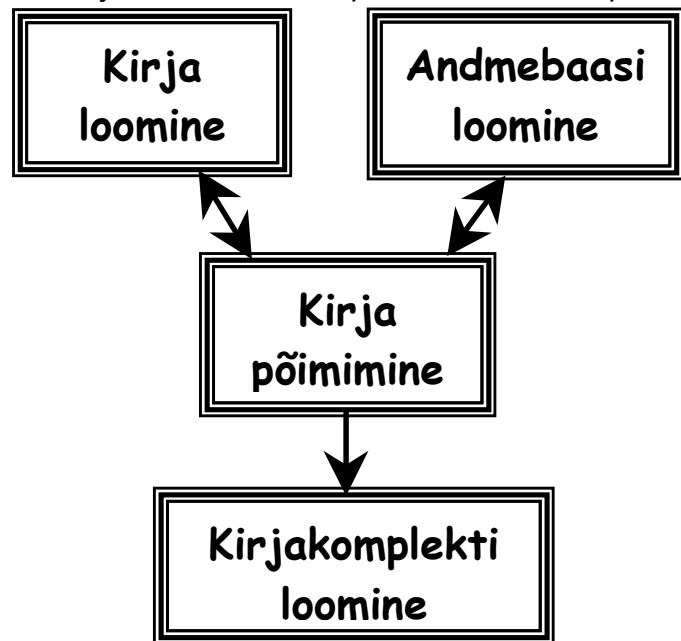 Kirja
loomine
Andmebaasi
loomine
Kirja
põimimine
Kirjakomplekti
loomine